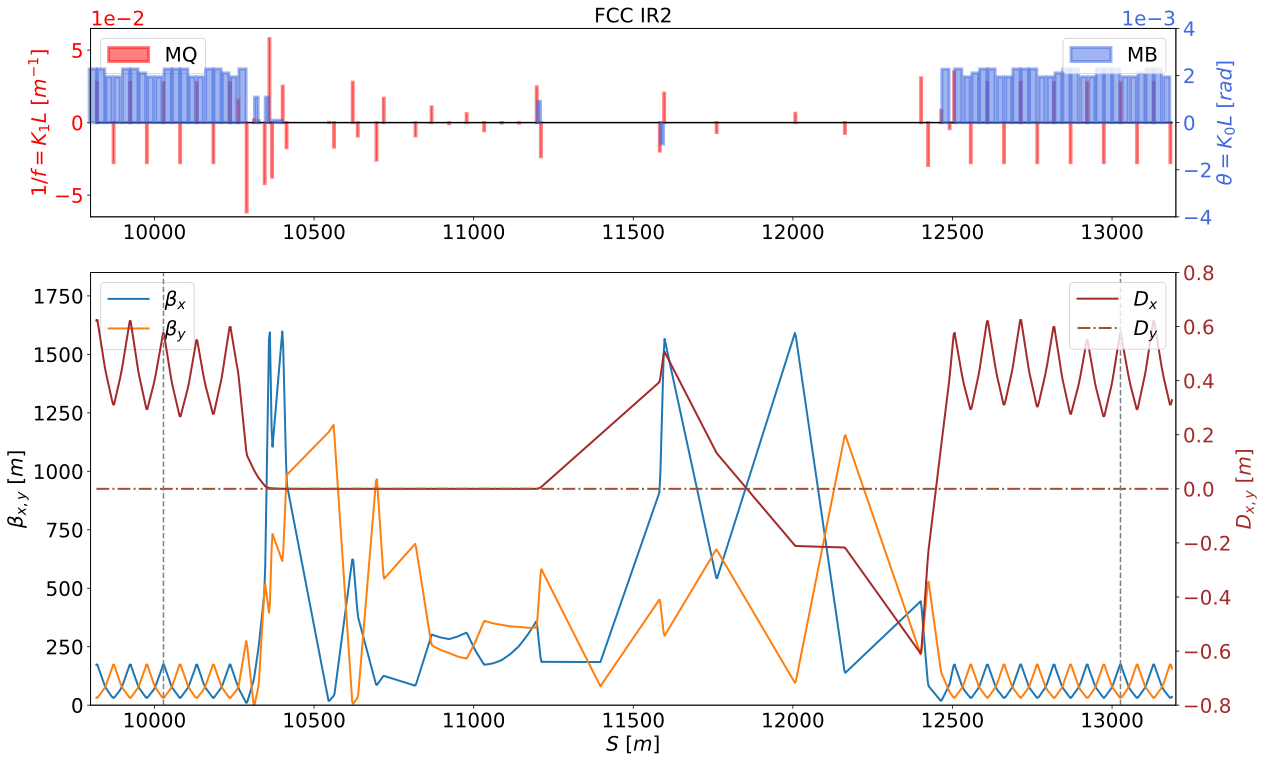 FCC IR2
1e−2
1e−3
MQ
MB
5
0
−5
1/f = K₁L [m⁻¹]
4
2
0
−2
−4
θ = K₀L [rad]
10000 10500 11000 11500 12000 12500 13000
βₓ
βᵧ
Dₓ
Dᵧ
1750
1500
1250
1000
750
500
250
0
βₓ,ᵧ [m]
0.8
0.6
0.4
0.2
0.0
−0.2
−0.4
−0.6
−0.8
Dₓ,ᵧ [m]
10000 10500 11000 11500 12000 12500 13000
S [m]